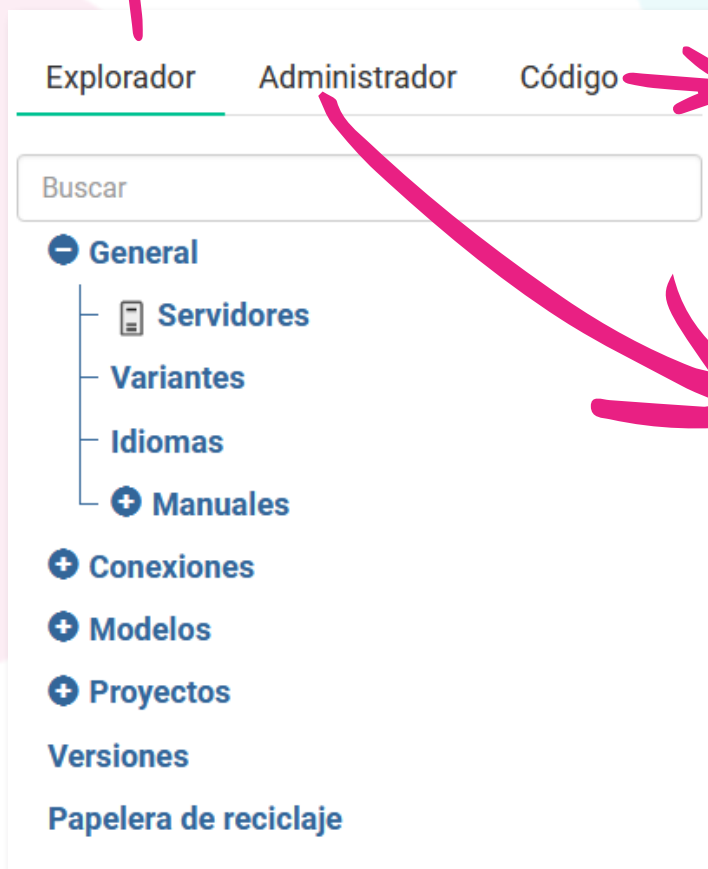 Explorador Administrador Código
Buscar
General
Servidores
Variantes
Idiomas
Manuales
Conexiones
Modelos
Proyectos
Versiones
Papelera de reciclaje